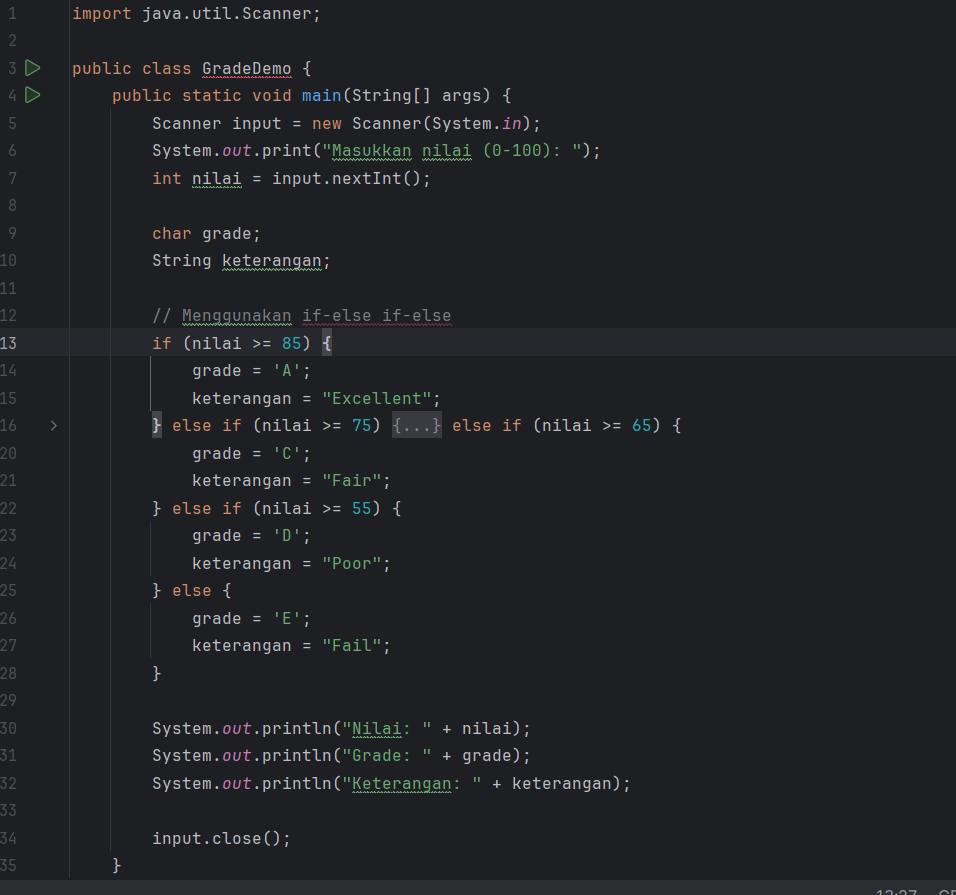 1 import java.util.Scanner;
2
3 public class GradeDemo {
4     public static void main(String[] args) {
5         Scanner input = new Scanner(System.in);
6         System.out.print("Masukkan nilai (0-100): ");
7         int nilai = input.nextInt();
8
9         char grade;
10         String keterangan;
11
12         // Menggunakan if-else if-else
13         if (nilai >= 85) {
14             grade = 'A';
15             keterangan = "Excellent";
16         } else if (nilai >= 75) {...} else if (nilai >= 65) {
20             grade = 'C';
21             keterangan = "Fair";
22         } else if (nilai >= 55) {
23             grade = 'D';
24             keterangan = "Poor";
25         } else {
26             grade = 'E';
27             keterangan = "Fail";
28         }
29
30         System.out.println("Nilai: " + nilai);
31         System.out.println("Grade: " + grade);
32         System.out.println("Keterangan: " + keterangan);
33
34         input.close();
35     }